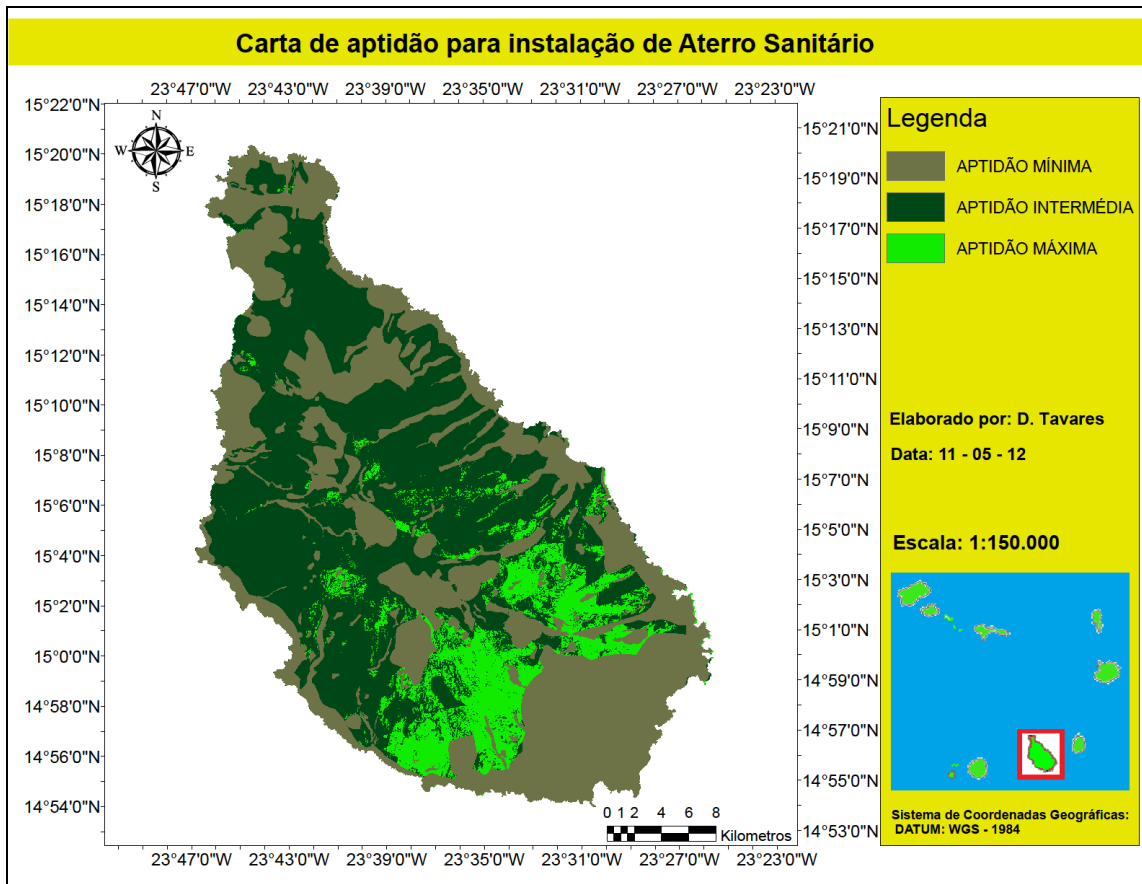 Carta de aptidão para instalação de Aterro Sanitário
23°47'0"W 23°43'0"W 23°39'0"W 23°35'0"W 23°31'0"W 23°27'0"W 23°23'0"W
15°22'0"N
15°20'0"N
15°18'0"N
15°16'0"N
15°14'0"N
15°12'0"N
15°10'0"N
15°8'0"N
15°6'0"N
15°4'0"N
15°2'0"N
15°0'0"N
14°58'0"N
14°56'0"N
14°54'0"N
N
W E
S
15°21'0"N
15°19'0"N
15°17'0"N
15°15'0"N
15°13'0"N
15°11'0"N
15°9'0"N
15°7'0"N
15°5'0"N
15°3'0"N
15°1'0"N
14°59'0"N
14°57'0"N
14°55'0"N
14°53'0"N
0 1 2 4 6 8
Kilometros
23°47'0"W 23°43'0"W 23°39'0"W 23°35'0"W 23°31'0"W 23°27'0"W 23°23'0"W
Legenda
APTIDÃO MÍNIMA
APTIDÃO INTERMÉDIA
APTIDÃO MÁXIMA
Elaborado por: D. Tavares
Data: 11 - 05 - 12
Escala: 1:150.000
Sistema de Coordenadas Geográficas:
DATUM: WGS - 1984